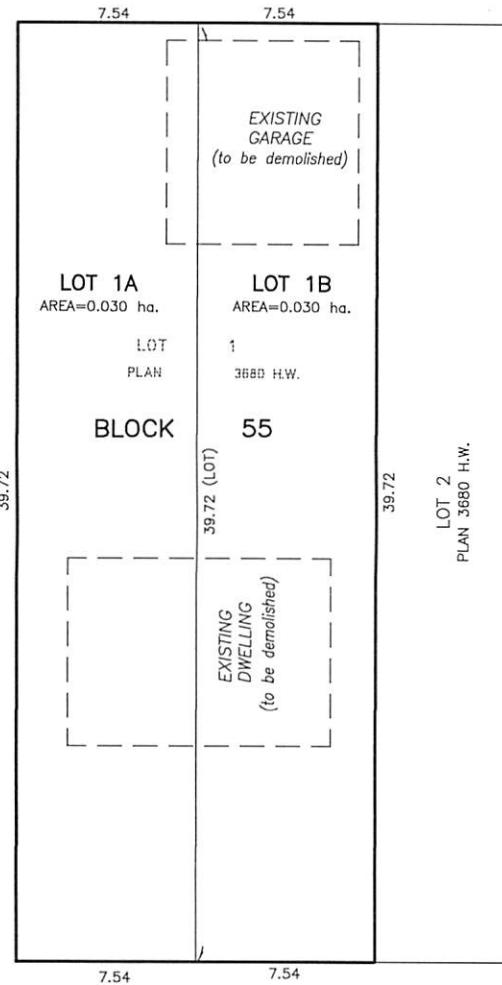 7.54 7.54
EXISTING
GARAGE
(to be demolished)
LOT 1A LOT 1B
AREA=0.030 ha. AREA=0.030 ha.
LOT 1
PLAN 3680 H.W.
BLOCK 55
39.72
39.72 (LOT)
39.72
LOT 2
PLAN 3680 H.W.
EXISTING
DWELLING
(to be demolished)
7.54 7.54